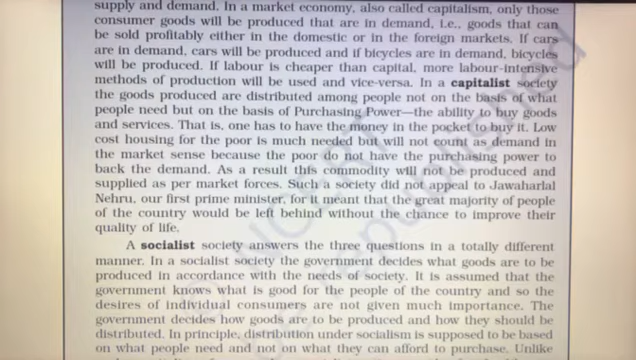 supply and demand. In a market economy, also called capitalism, only those
consumer goods will be produced that are in demand, i.e., goods that can
be sold profitably either in the domestic or in the foreign markets. If cars
are in demand, cars will be produced and if bicycles are in demand, bicycles
will be produced. If labour is cheaper than capital, more labour-intensive
methods of production will be used and vice-versa. In a capitalist society
the goods produced are distributed among people not on the basis of what
people need but on the basis of Purchasing Power—the ability to buy goods
and services. That is, one has to have the money in the pocket to buy it. Low
cost housing for the poor is much needed but will not count as demand in
the market sense because the poor do not have the purchasing power to
back the demand. As a result this commodity will not be produced and
supplied as per market forces. Such a society did not appeal to Jawaharlal
Nehru, our first prime minister, for it meant that the great majority of people
of the country would be left behind without the chance to improve their
quality of life.
A socialist society answers the three questions in a totally different
manner. In a socialist society the government decides what goods are to be
produced in accordance with the needs of society. It is assumed that the
government knows what is good for the people of the country and so the
desires of individual consumers are not given much importance. The
government decides how goods are to be produced and how they should be
distributed. In principle, distribution under socialism is supposed to be
based on what people need and not on what they can afford to purchase. Unlike